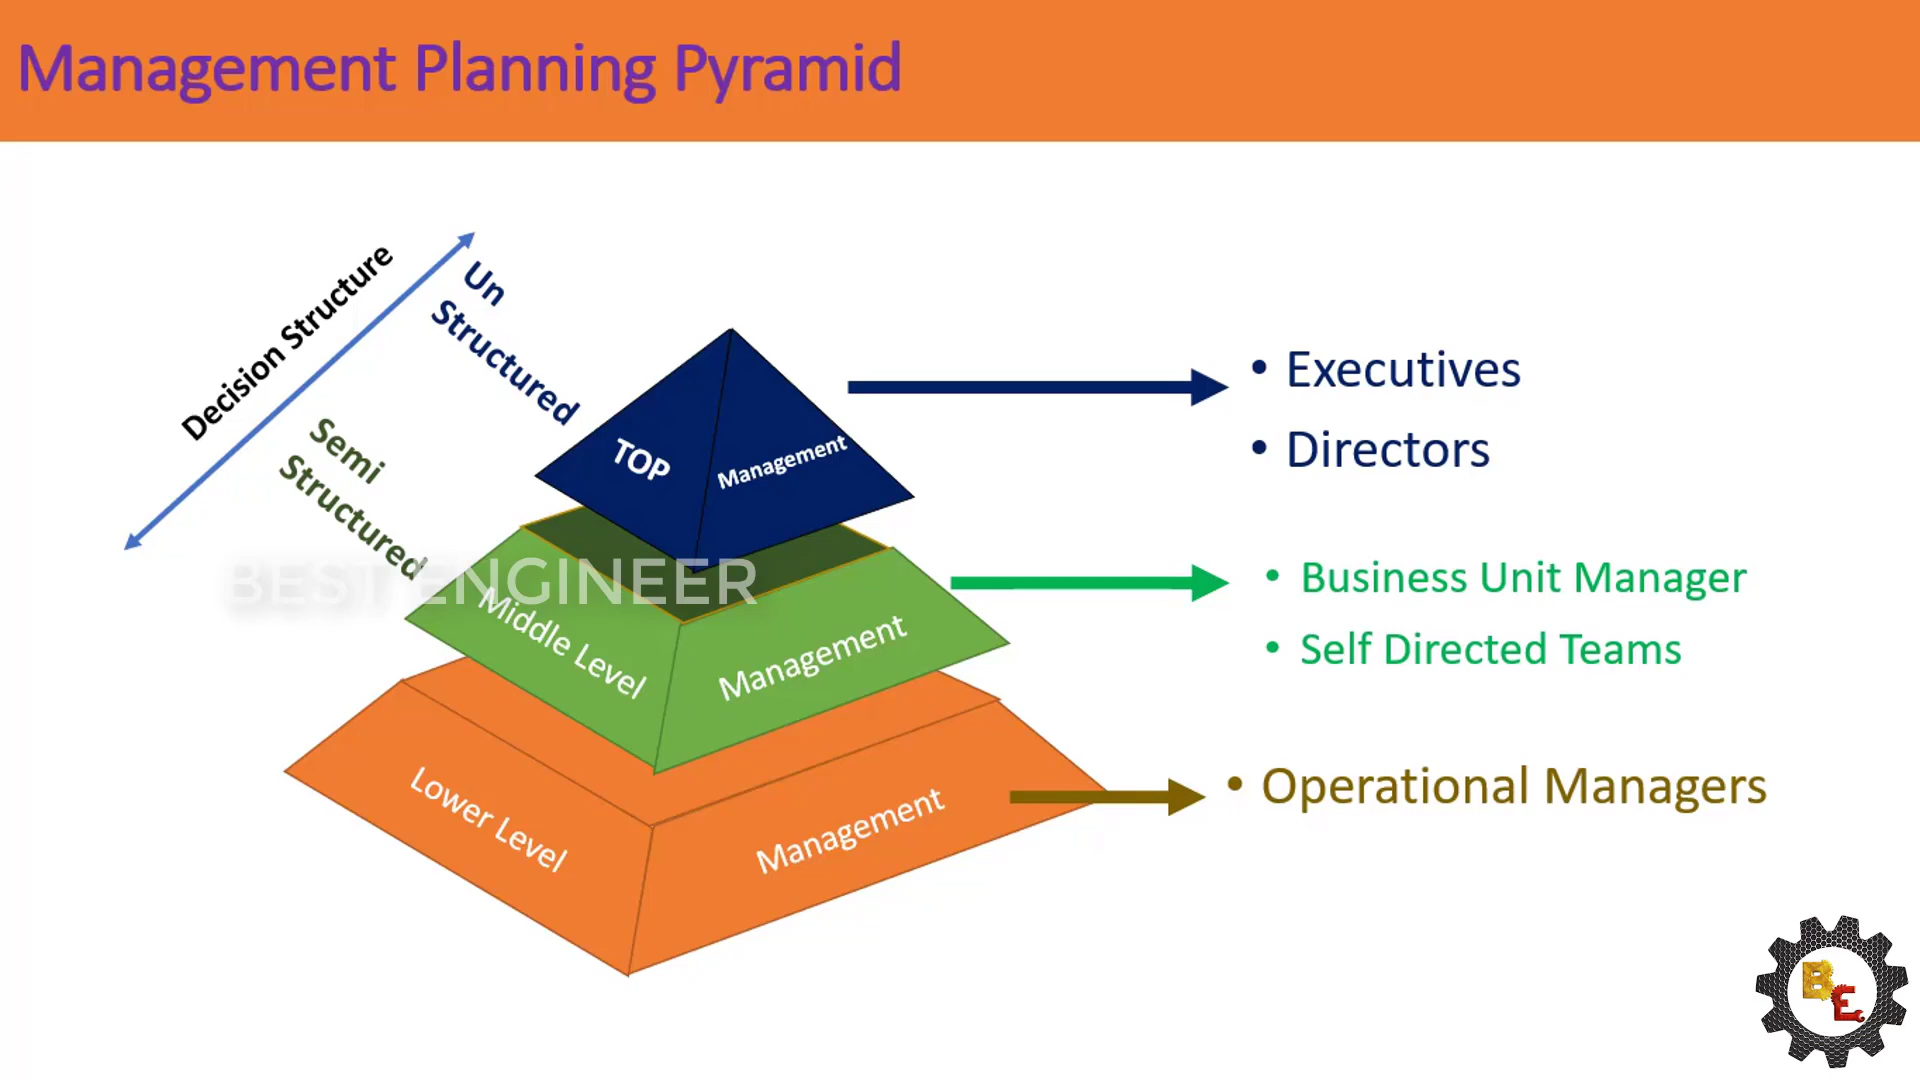 Management Planning Pyramid
Decision Structure
Un
Structured
Semi
Structured
TOP
Management
Middle Level
Management
Lower Level
Management
• Executives
• Directors
• Business Unit Manager
• Self Directed Teams
• Operational Managers
BEST ENGINEER
BE